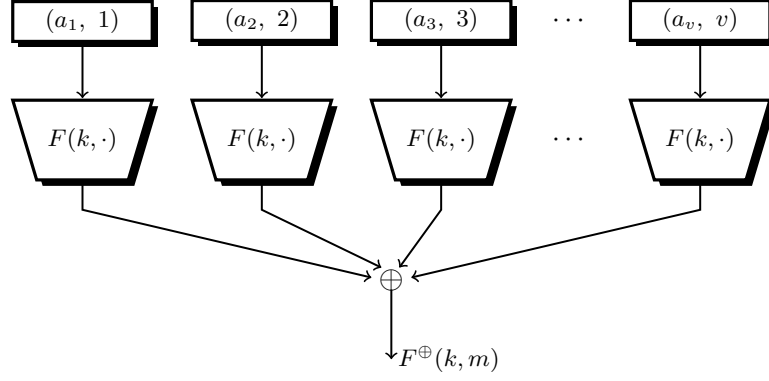 (a₁, 1) (a₂, 2) (a₃, 3) ⋯ (aᵥ, v)
F(k, ·) F(k, ·) F(k, ·) ⋯ F(k, ·)
⊕
F^⊕(k, m)